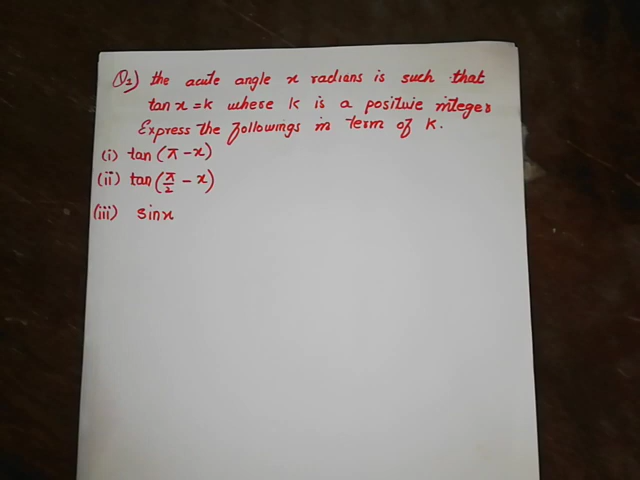 Q1) the acute angle x radians is such that
tan x = k where k is a positive integer
Express the followings in term of k.
(i) tan (π - x)
(ii) tan (π/2 - x)
(iii) sinx